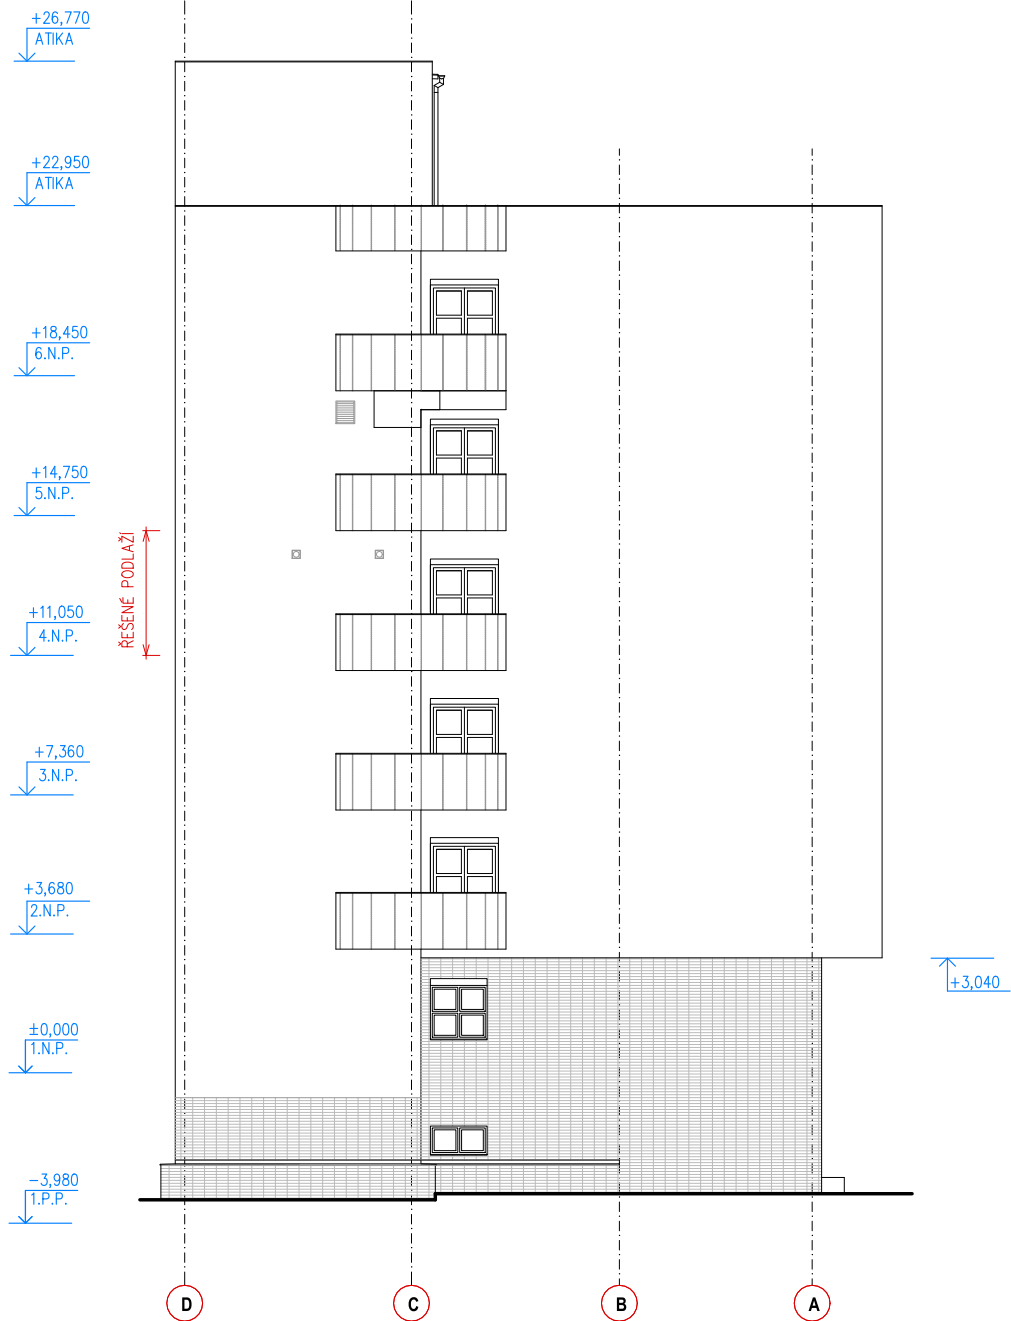 +26,770
ATIKA
+22,950
ATIKA
+18,450
6.N.P.
+14,750
5.N.P.
ŘEŠENÉ PODLAŽÍ
+11,050
4.N.P.
+7,360
3.N.P.
+3,680
2.N.P.
+3,040
±0,000
1.N.P.
−3,980
1.P.P.
D
C
B
A